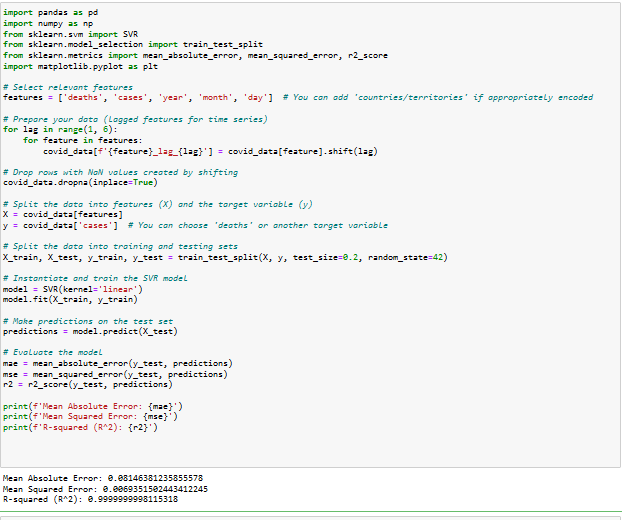 import pandas as pd
import numpy as np
from sklearn.svm import SVR
from sklearn.model_selection import train_test_split
from sklearn.metrics import mean_absolute_error, mean_squared_error, r2_score
import matplotlib.pyplot as plt
# Select relevant features
features = ['deaths', 'cases', 'year', 'month', 'day']  # You can add 'countries/territories' if appropriately encoded
# Prepare your data (lagged features for time series)
for lag in range(1, 6):
    for feature in features:
        covid_data[f'{feature}_lag_{lag}'] = covid_data[feature].shift(lag)
# Drop rows with NaN values created by shifting
covid_data.dropna(inplace=True)
# Split the data into features (X) and the target variable (y)
X = covid_data[features]
y = covid_data['cases']  # You can choose 'deaths' or another target variable
# Split the data into training and testing sets
X_train, X_test, y_train, y_test = train_test_split(X, y, test_size=0.2, random_state=42)
# Instantiate and train the SVR model
model = SVR(kernel='linear')
model.fit(X_train, y_train)
# Make predictions on the test set
predictions = model.predict(X_test)
# Evaluate the model
mae = mean_absolute_error(y_test, predictions)
mse = mean_squared_error(y_test, predictions)
r2 = r2_score(y_test, predictions)
print(f'Mean Absolute Error: {mae}')
print(f'Mean Squared Error: {mse}')
print(f'R-squared (R^2): {r2}')
Mean Absolute Error: 0.08146381235855578
Mean Squared Error: 0.0069351502443412245
R-squared (R^2): 0.9999999998115318